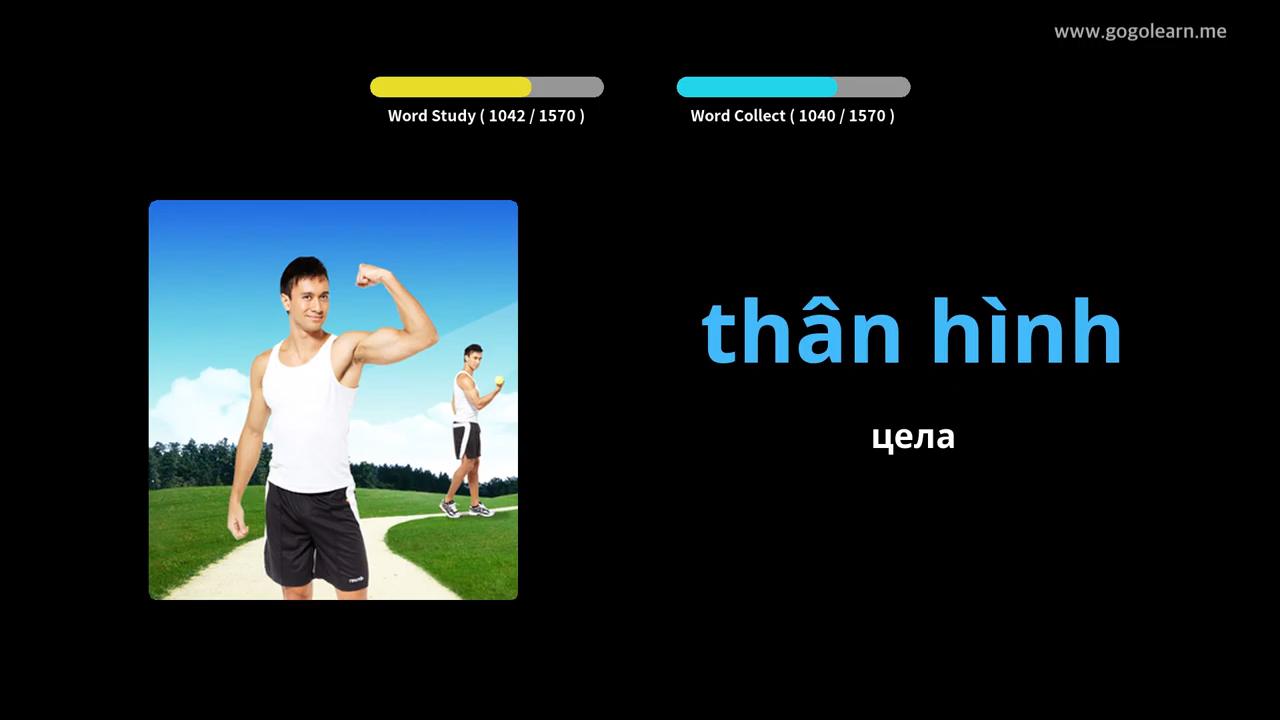 www.gogolearn.me
Word Study ( 1042 / 1570 )
Word Collect ( 1040 / 1570 )
thân hình
цела